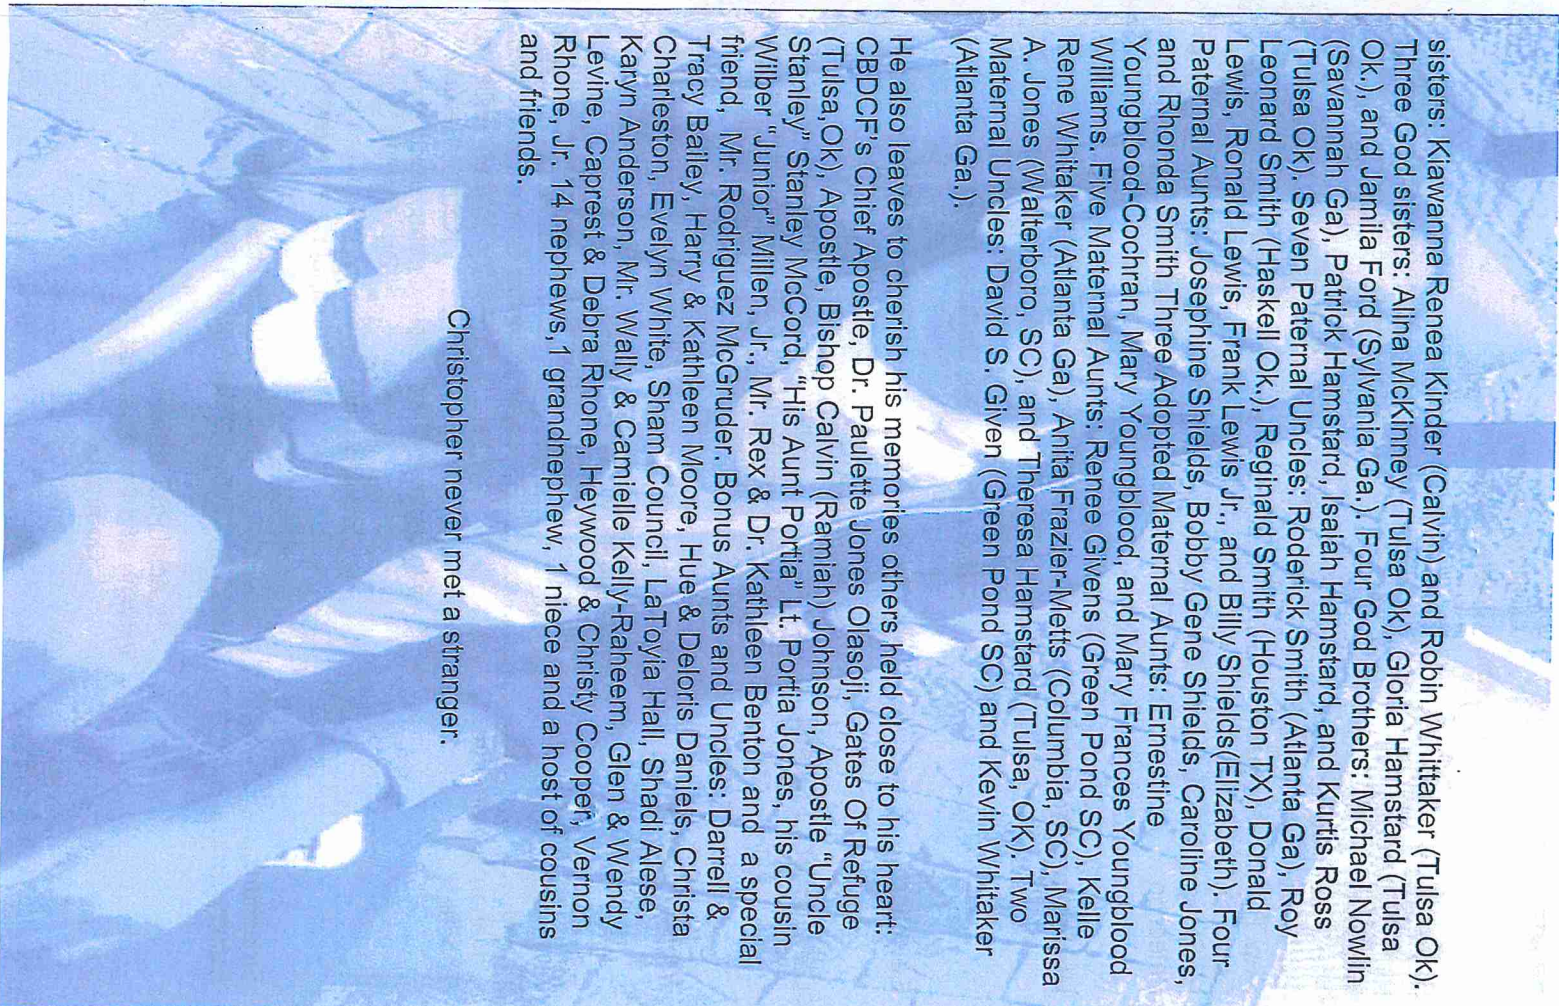 sisters: Kiawanna Renea Kinder (Calvin) and Robin Whittaker (Tulsa Ok).
Three God sisters: Alina McKinney (Tulsa Ok), Gloria Hamstard (Tulsa
Ok.), and Jamila Ford (Sylvania Ga.). Four God Brothers: Michael Nowlin
(Savannah Ga), Patrick Hamstard, Isaiah Hamstard, and Kurtis Ross
(Tulsa Ok). Seven Paternal Uncles: Roderick Smith (Atlanta Ga), Roy
Leonard Smith (Haskell Ok.), Reginald Smith (Houston TX), Donald
Lewis, Ronald Lewis, Frank Lewis Jr., and Billy Shields(Elizabeth). Four
Paternal Aunts: Josephine Shields, Bobby Gene Shields, Caroline Jones,
and Rhonda Smith Three Adopted Maternal Aunts: Ernestine
Youngblood-Cochran, Mary Youngblood, and Mary Frances Youngblood
Williams. Five Maternal Aunts: Renee Givens (Green Pond SC), Kelle
Rene Whitaker (Atlanta Ga), Anita Frazier-Metts (Columbia, SC), Marissa
A. Jones (Walterboro, SC), and Theresa Hamstard (Tulsa, OK). Two
Maternal Uncles: David S. Given (Green Pond SC) and Kevin Whitaker
(Atlanta Ga.).
He also leaves to cherish his memories others held close to his heart:
CBDCF's Chief Apostle, Dr. Paulette Jones Olasoji, Gates Of Refuge
(Tulsa,Ok), Apostle, Bishop Calvin (Ramiah) Johnson, Apostle "Uncle
Stanley" Stanley McCord, "His Aunt Portia" Lt. Portia Jones, his cousin
Wilber "Junior" Millen, Jr., Mr. Rex & Dr. Kathleen Benton and a special
friend, Mr. Rodriguez McGruder. Bonus Aunts and Uncles: Darrell &
Tracy Bailey, Harry & Kathleen Moore, Hue & Deloris Daniels, Christa
Charleston, Evelyn White, Sham Council, LaToyia Hall, Shadi Alese,
Karyn Anderson, Mr. Wally & Camielle Kelly-Raheem, Glen & Wendy
Levine, Caprest & Debra Rhone, Heywood & Christy Cooper, Vernon
Rhone, Jr. 14 nephews,1 grandnephew, 1 niece and a host of cousins
and friends.
Christopher never met a stranger.